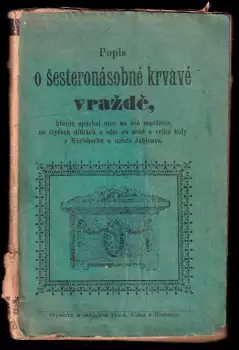 Popis
o šesteronásobné krvavé
vraždě,
kterou spáchal otec na své manželce,
na čtyřech dítkách a sám na sobě z velké bídy
v Karlshoku u města Jablonce.